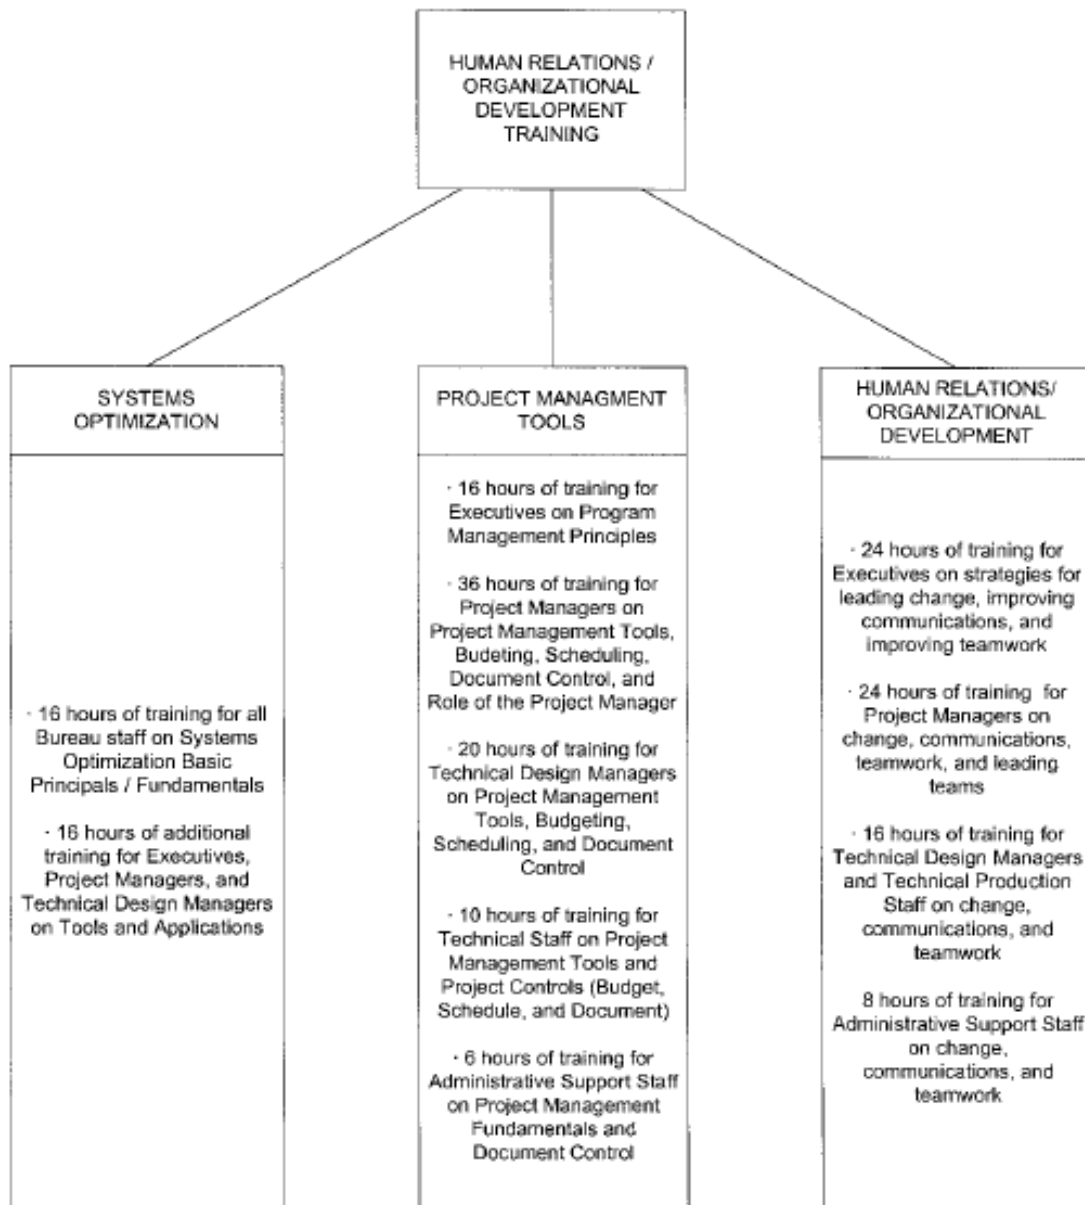 HUMAN RELATIONS /
ORGANIZATIONAL
DEVELOPMENT
TRAINING
SYSTEMS
OPTIMIZATION
· 16 hours of training for all
Bureau staff on Systems
Optimization Basic
Principals / Fundamentals
· 16 hours of additional
training for Executives,
Project Managers, and
Technical Design Managers
on Tools and Applications
PROJECT MANAGMENT
TOOLS
· 16 hours of training for
Executives on Program
Management Principles
· 36 hours of training for
Project Managers on
Project Management Tools,
Budeting, Scheduling,
Document Control, and
Role of the Project Manager
· 20 hours of training for
Technical Design Managers
on Project Management
Tools, Budgeting,
Scheduling, and Document
Control
· 10 hours of training for
Technical Staff on Project
Management Tools and
Project Controls (Budget,
Schedule, and Document)
· 6 hours of training for
Administrative Support Staff
on Project Management
Fundamentals and
Document Control
HUMAN RELATIONS/
ORGANIZATIONAL
DEVELOPMENT
· 24 hours of training for
Executives on strategies for
leading change, improving
communications, and
improving teamwork
· 24 hours of training for
Project Managers on
change, communications,
teamwork, and leading
teams
· 16 hours of training for
Technical Design Managers
and Technical Production
Staff on change,
communications, and
teamwork
8 hours of training for
Administrative Support Staff
on change,
communications, and
teamwork